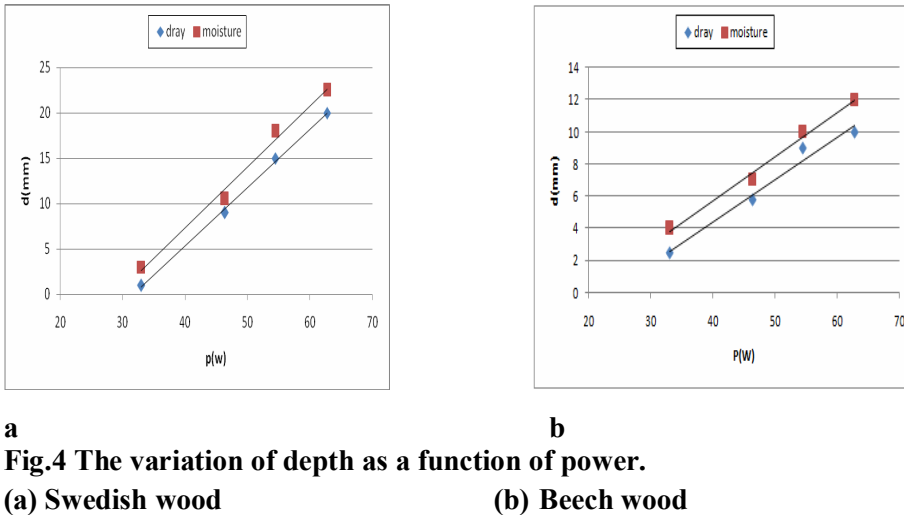 dray moisture
25
20
15
10
5
0
d(mm)
20 30 40 50 60 70
p(w)
dray moisture
14
12
10
8
6
4
2
0
d(mm)
20 30 40 50 60 70
P(W)
a b
Fig.4 The variation of depth as a function of power.
(a) Swedish wood (b) Beech wood